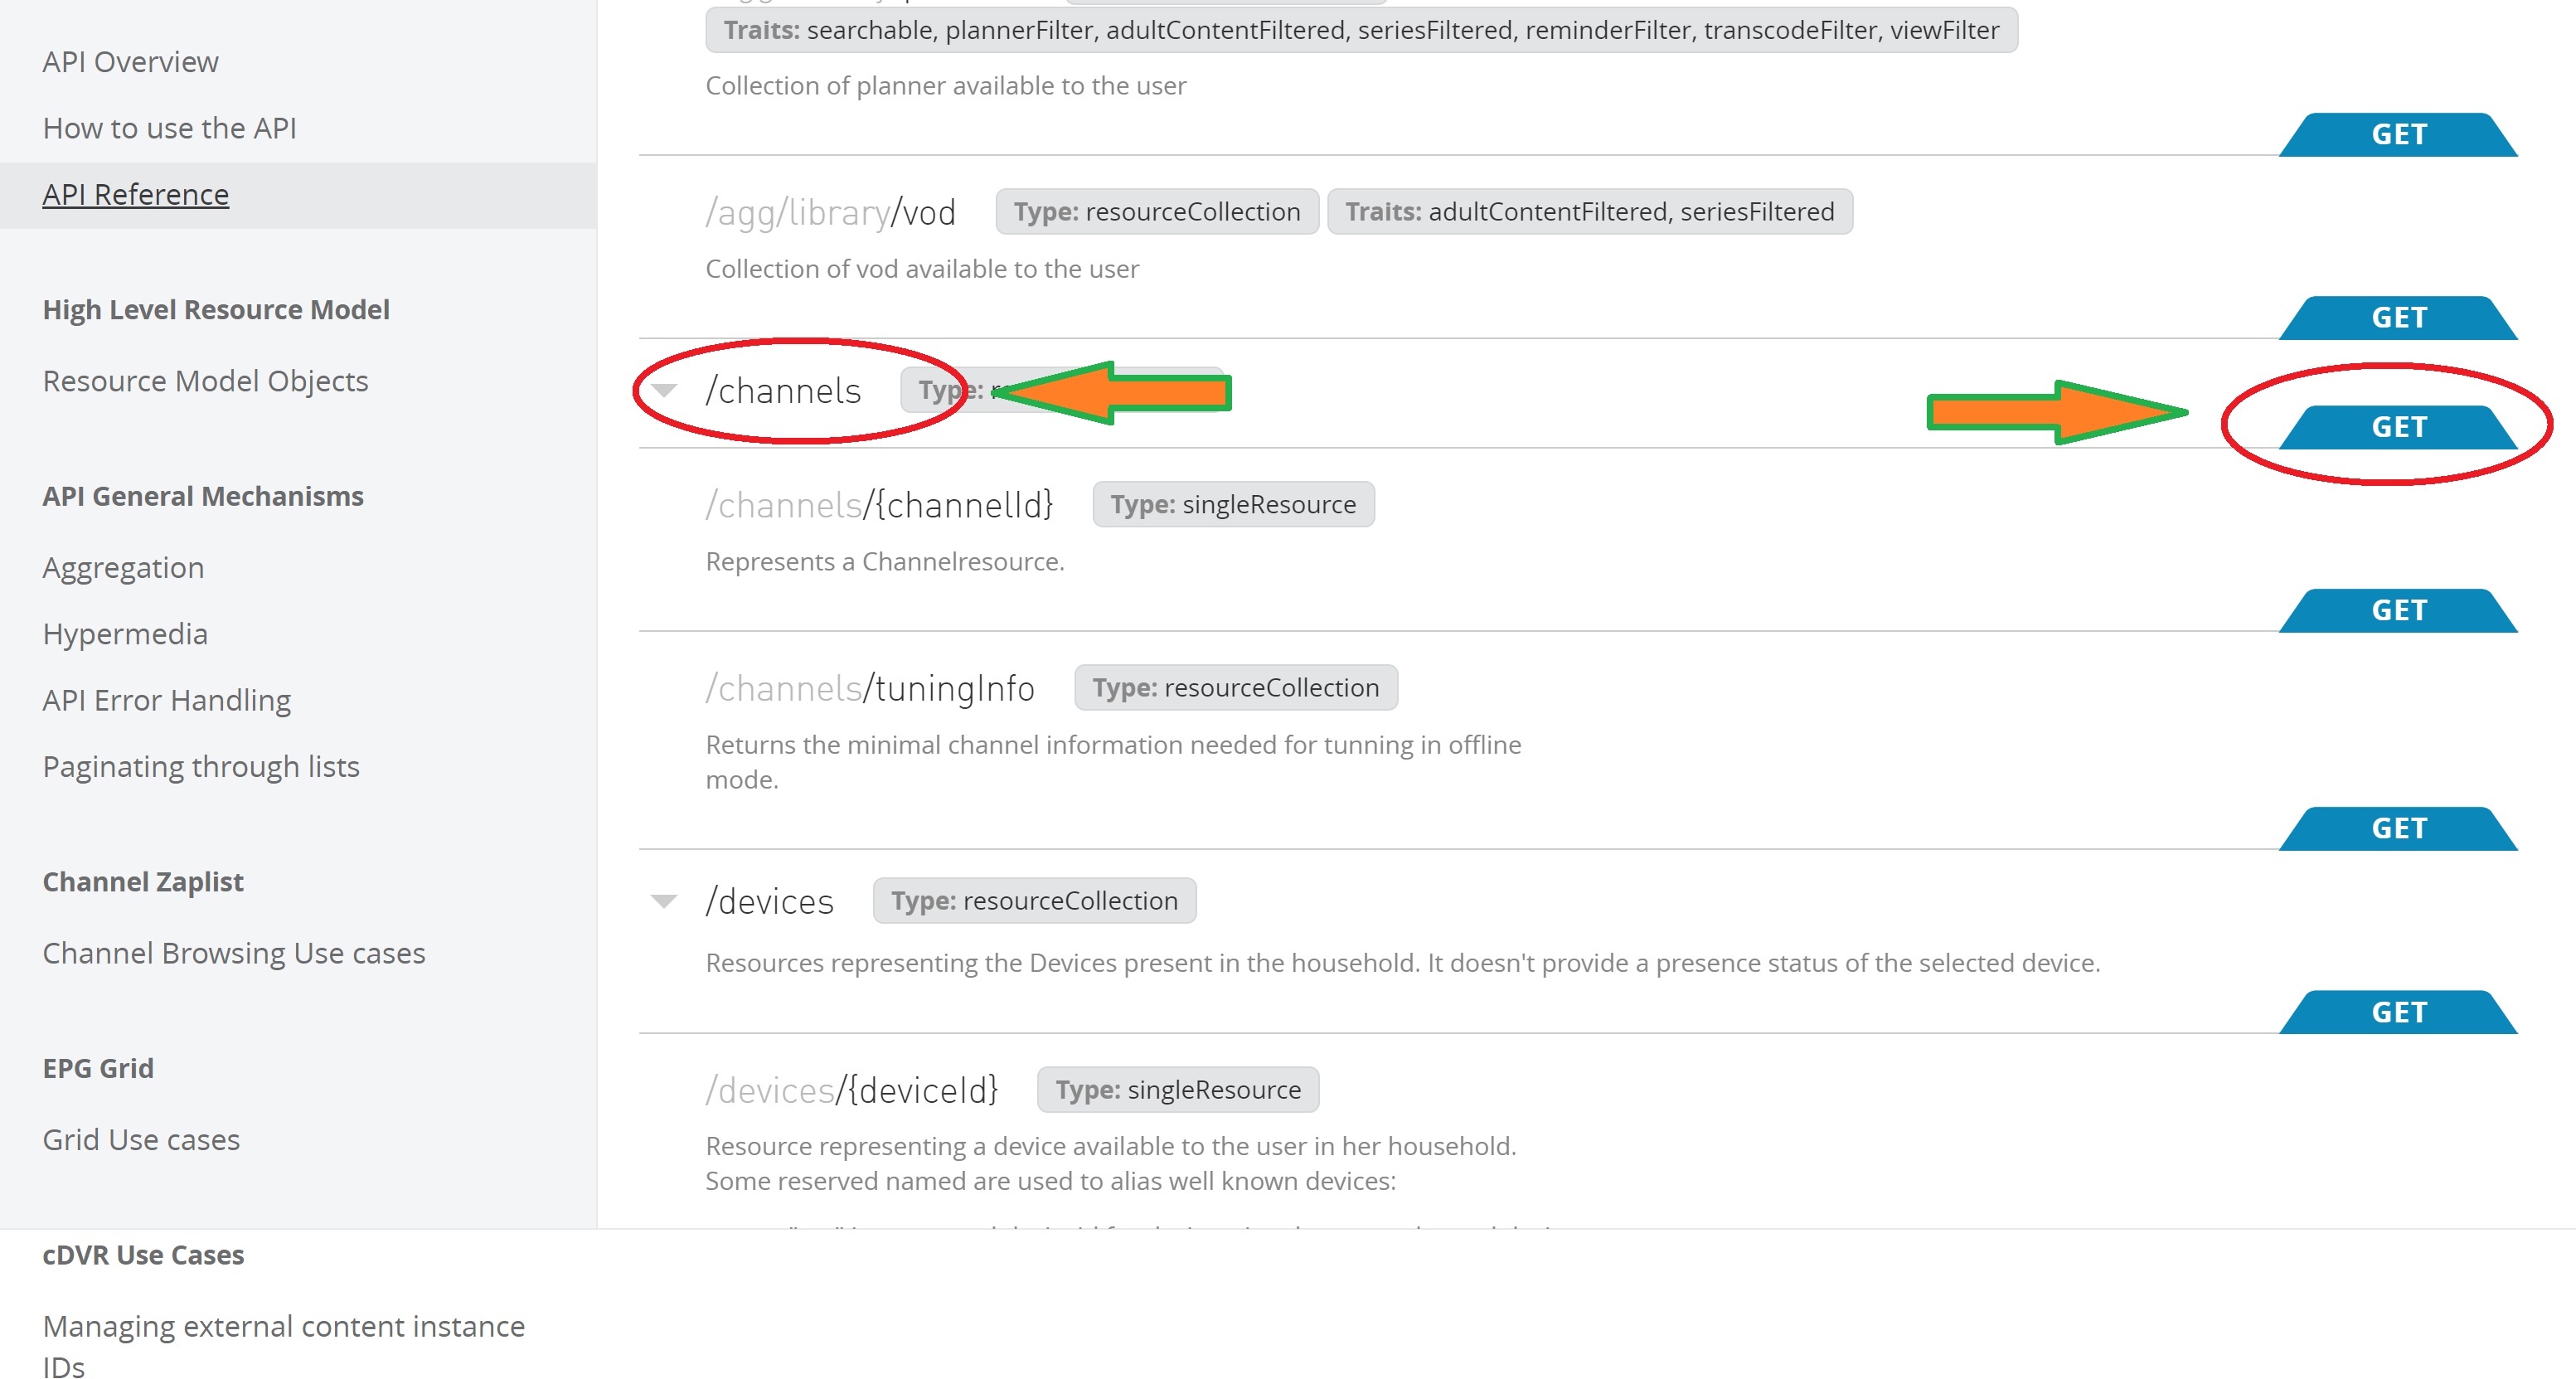 API Overview
How to use the API
API Reference
High Level Resource Model
Resource Model Objects
API General Mechanisms
Aggregation
Hypermedia
API Error Handling
Paginating through lists
Channel Zaplist
Channel Browsing Use cases
EPG Grid
Grid Use cases
cDVR Use Cases
Managing external content instance
IDs
Traits: searchable, plannerFilter, adultContentFiltered, seriesFiltered, reminderFilter, transcodeFilter, viewFilter
Collection of planner available to the user
GET
/agg/library/vod Type: resourceCollection Traits: adultContentFiltered, seriesFiltered
Collection of vod available to the user
GET
/channels Type:
GET
/channels/{channelId} Type: singleResource
Represents a Channelresource.
GET
/channels/tuningInfo Type: resourceCollection
Returns the minimal channel information needed for tunning in offline
mode.
GET
/devices Type: resourceCollection
Resources representing the Devices present in the household. It doesn't provide a presence status of the selected device.
GET
/devices/{deviceId} Type: singleResource
Resource representing a device available to the user in her household.
Some reserved named are used to alias well known devices: